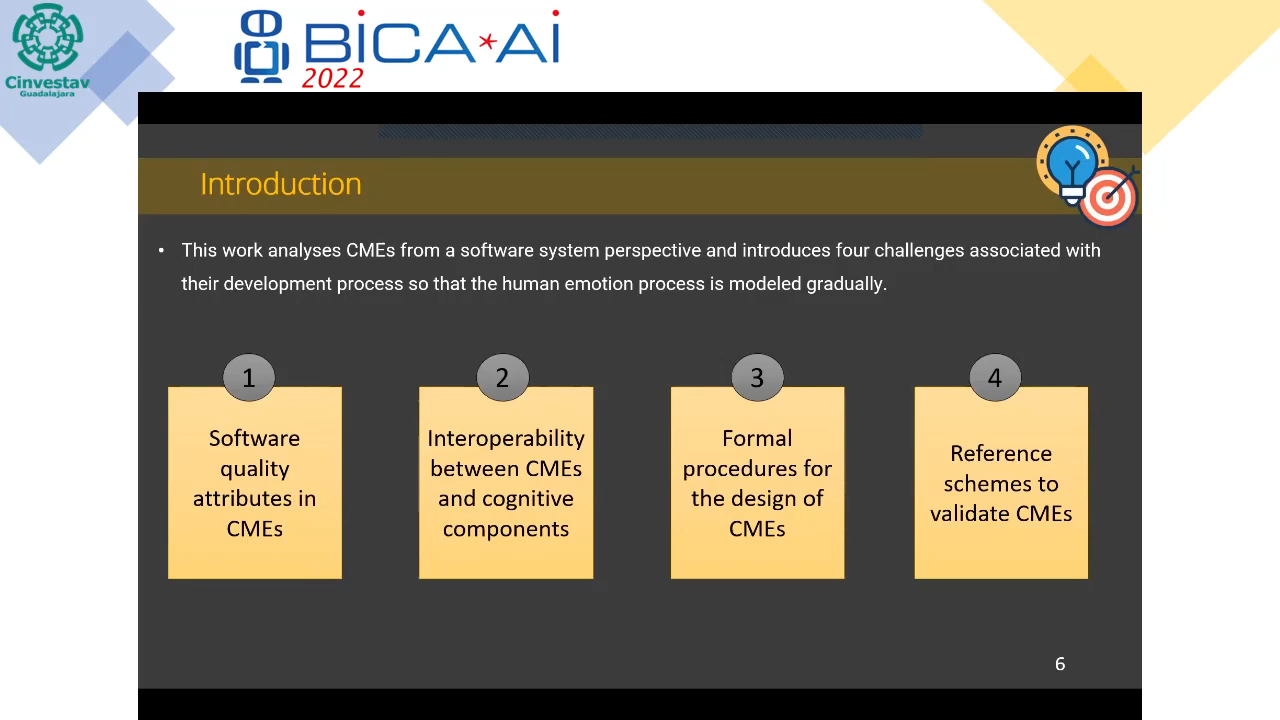 Cinvestav
Guadalajara
BiCA*Ai
2022
Introduction
• This work analyses CMEs from a software system perspective and introduces four challenges associated with
their development process so that the human emotion process is modeled gradually.
1
Software
quality
attributes in
CMEs
2
Interoperability
between CMEs
and cognitive
components
3
Formal
procedures for
the design of
CMEs
4
Reference
schemes to
validate CMEs
6